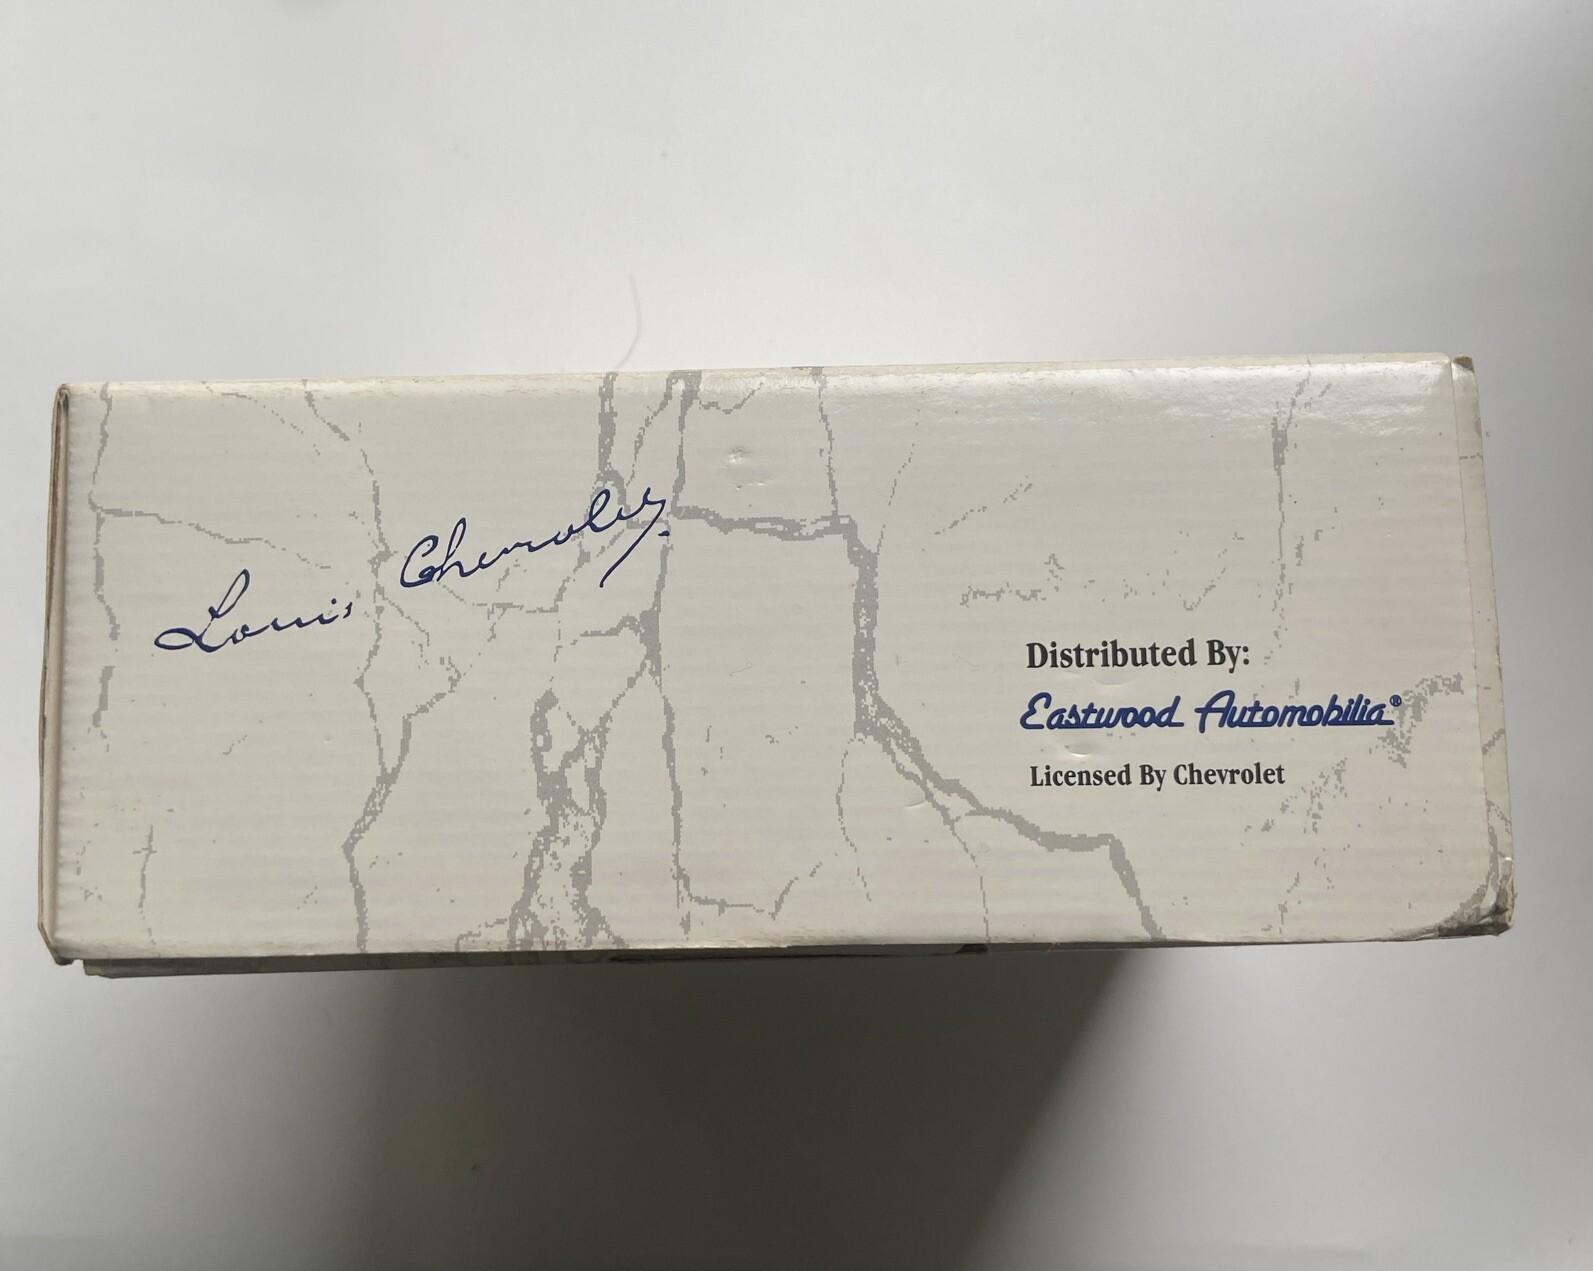 Louis Chevrolet
Distributed By:
Eastwood Automobilia®
Licensed By Chevrolet